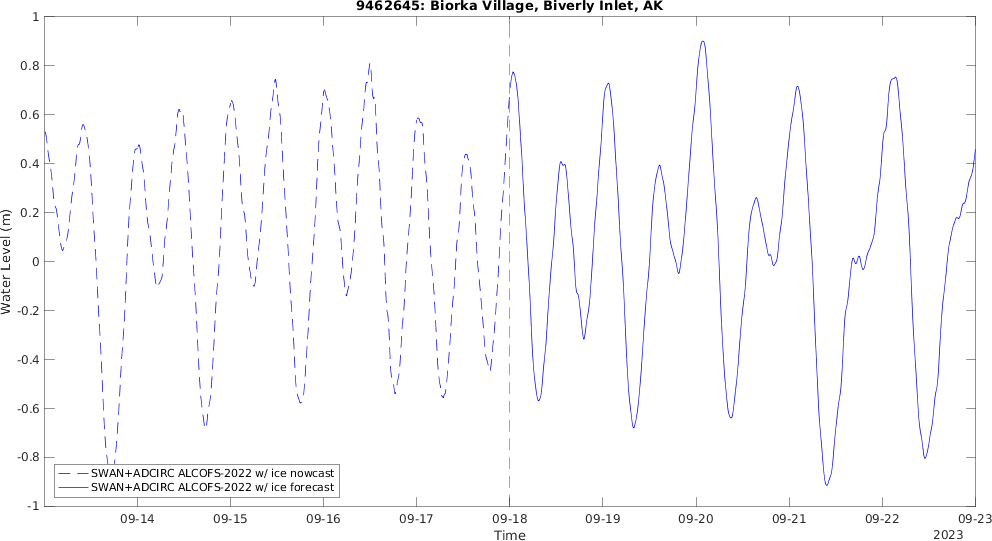 9462645: Biorka Village, Biverly Inlet, AK
1
0.8
0.6
0.4
0.2
0
-0.2
-0.4
-0.6
-0.8
-1
Water Level (m)
SWAN+ADCIRC ALCOFS-2022 w/ ice nowcast
SWAN+ADCIRC ALCOFS-2022 w/ ice forecast
09-14 09-15 09-16 09-17 09-18 09-19 09-20 09-21 09-22 09-23
Time
2023